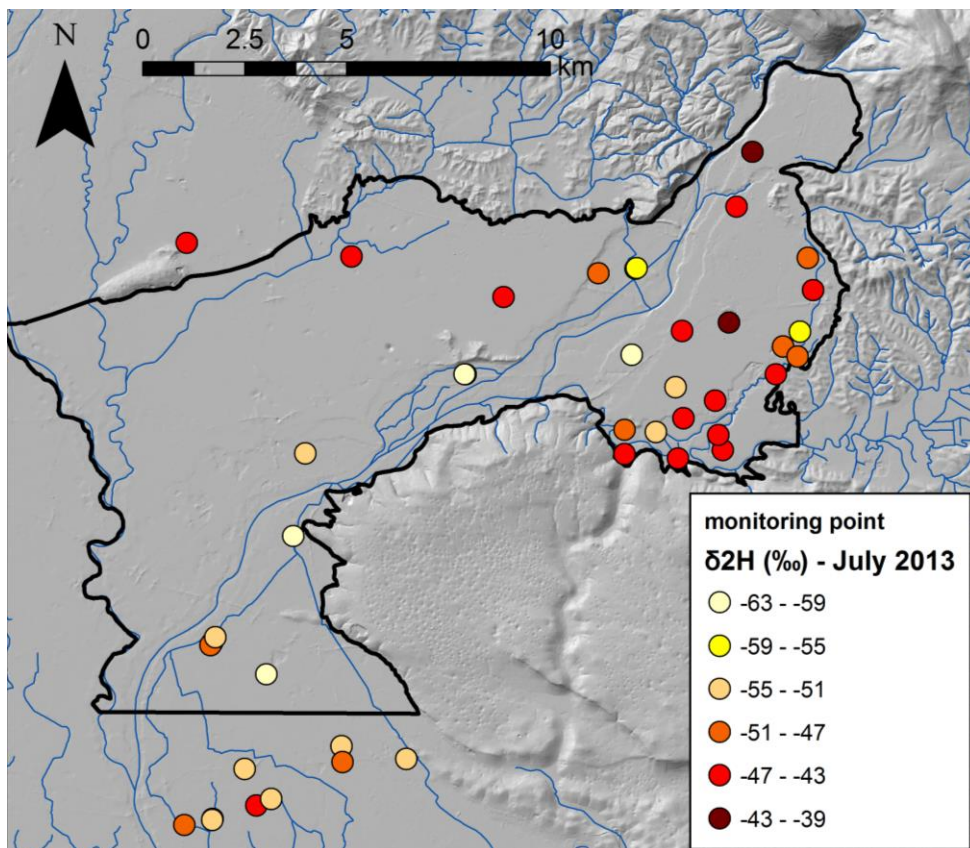 N
0 2.5 5 10
km
monitoring point
δ2H (‰) - July 2013
-63 - -59
-59 - -55
-55 - -51
-51 - -47
-47 - -43
-43 - -39